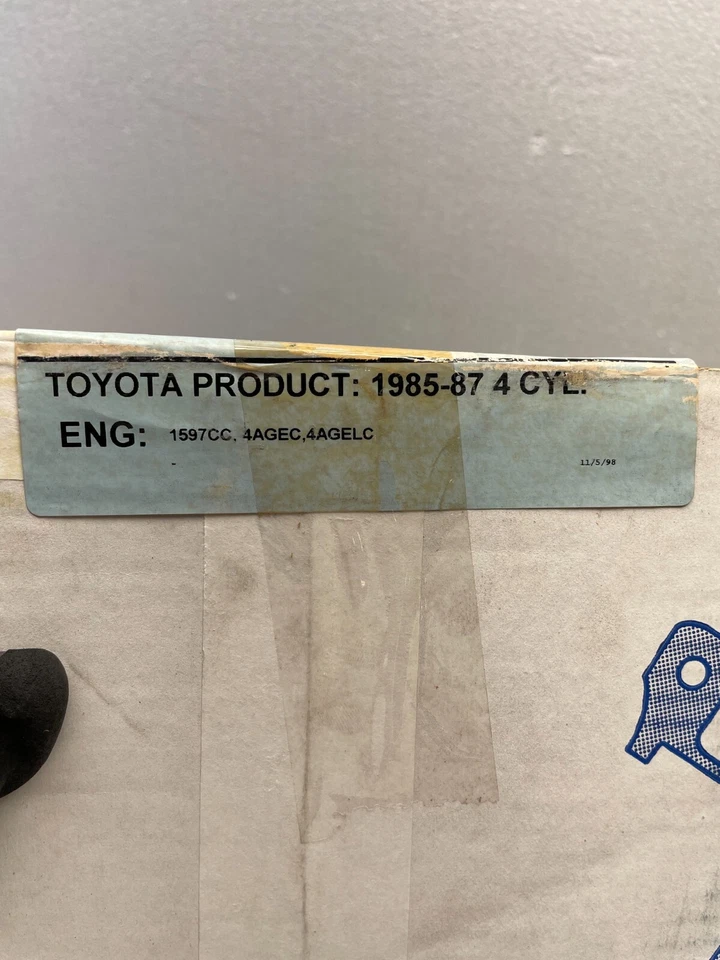 TOYOTA PRODUCT: 1985-87 4 CYL.
ENG: 1597CC, 4AGEC,4AGELC
-
11/5/98